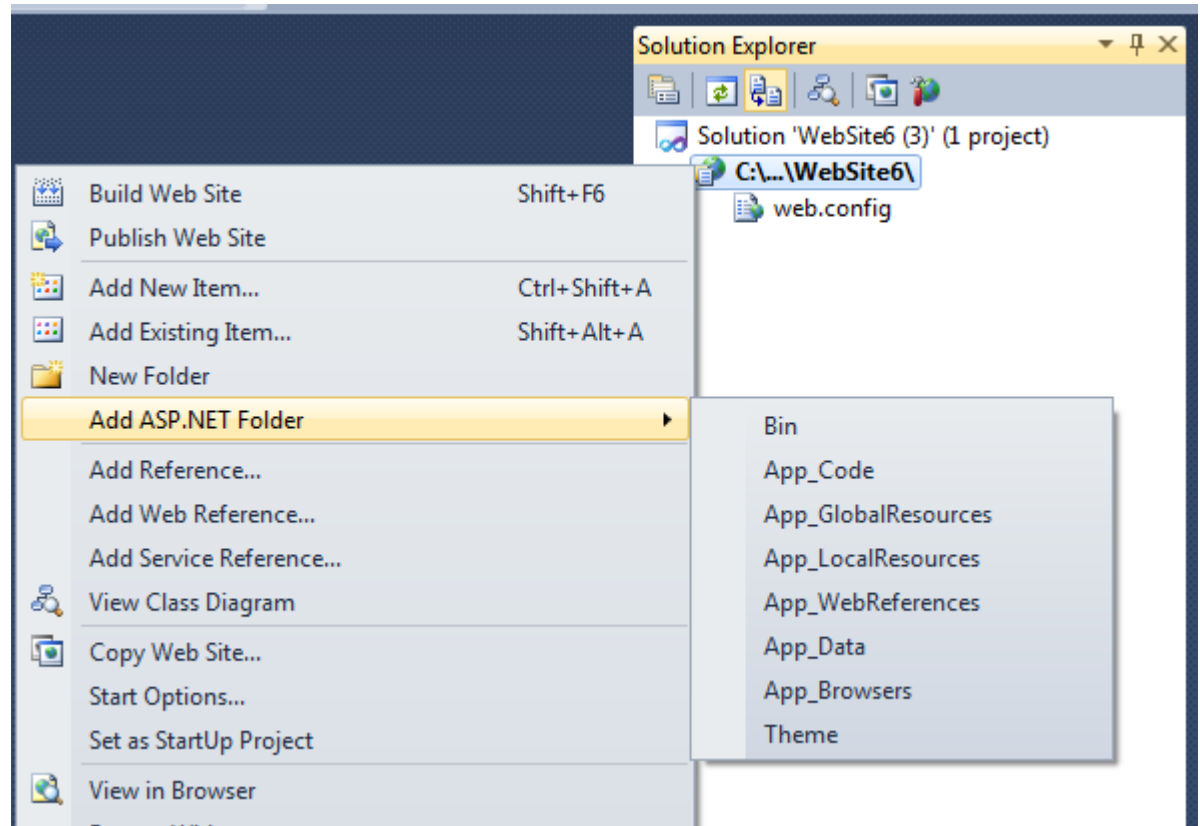 Solution Explorer
Solution 'WebSite6 (3)' (1 project)
C:\...\WebSite6\
web.config
Build Web Site Shift+F6
Publish Web Site
Add New Item... Ctrl+Shift+A
Add Existing Item... Shift+Alt+A
New Folder
Add ASP.NET Folder
Add Reference...
Add Web Reference...
Add Service Reference...
View Class Diagram
Copy Web Site...
Start Options...
Set as StartUp Project
View in Browser
Bin
App_Code
App_GlobalResources
App_LocalResources
App_WebReferences
App_Data
App_Browsers
Theme